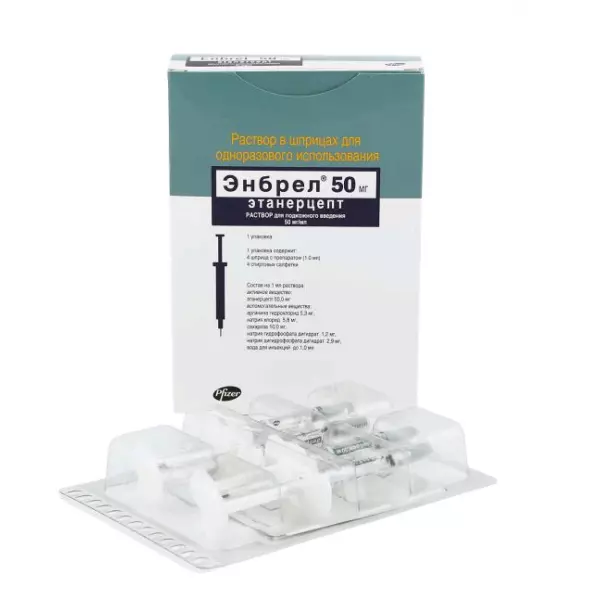 Энбрел 50 мг
Раствор в шприцах для
одноразового использования
Энбрел® 50 мг
этанерцепт
РАСТВОР для подкожного введения
50 мг/мл
1 упаковка
1 упаковка содержит:
4 шприца с препаратом (1.0 мл)
4 спиртовые салфетки
Состав на 1 мл раствора:
активное вещество:
этанерцепт 50,0 мг
вспомогательные вещества:
аргинина гидрохлорид 5,3 мг,
натрия хлорид 5,8 мг,
сахароза 10,0 мг,
натрия гидрофосфата дигидрат 1,2 мг,
натрия дигидрофосфата дигидрат 2,9 мг,
вода для инъекций до 1,0 мл
Pfizer